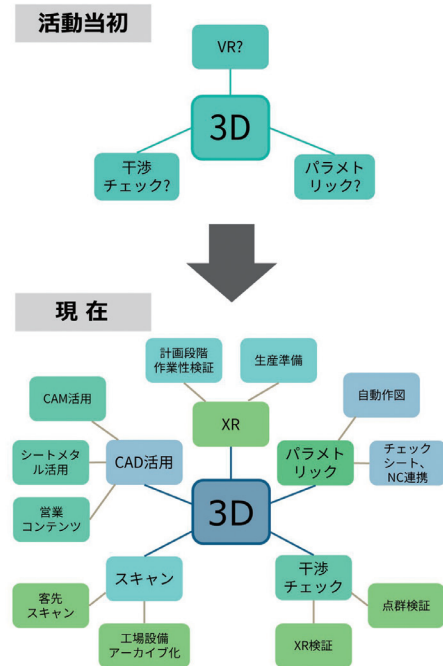 活動当初
VR?
3D
干渉
チェック?
パラメト
リック?
現在
計画段階
作業性検証
生産準備
XR
自動作図
CAM活用
シートメ
タル活用
CAD活用
パラメト
リック
チェック
シート、
NC連携
営業
コンテンツ
3D
スキャン
干渉
チェック
客先
スキャン
工場設備
アーカイブ化
XR検証
点群検証